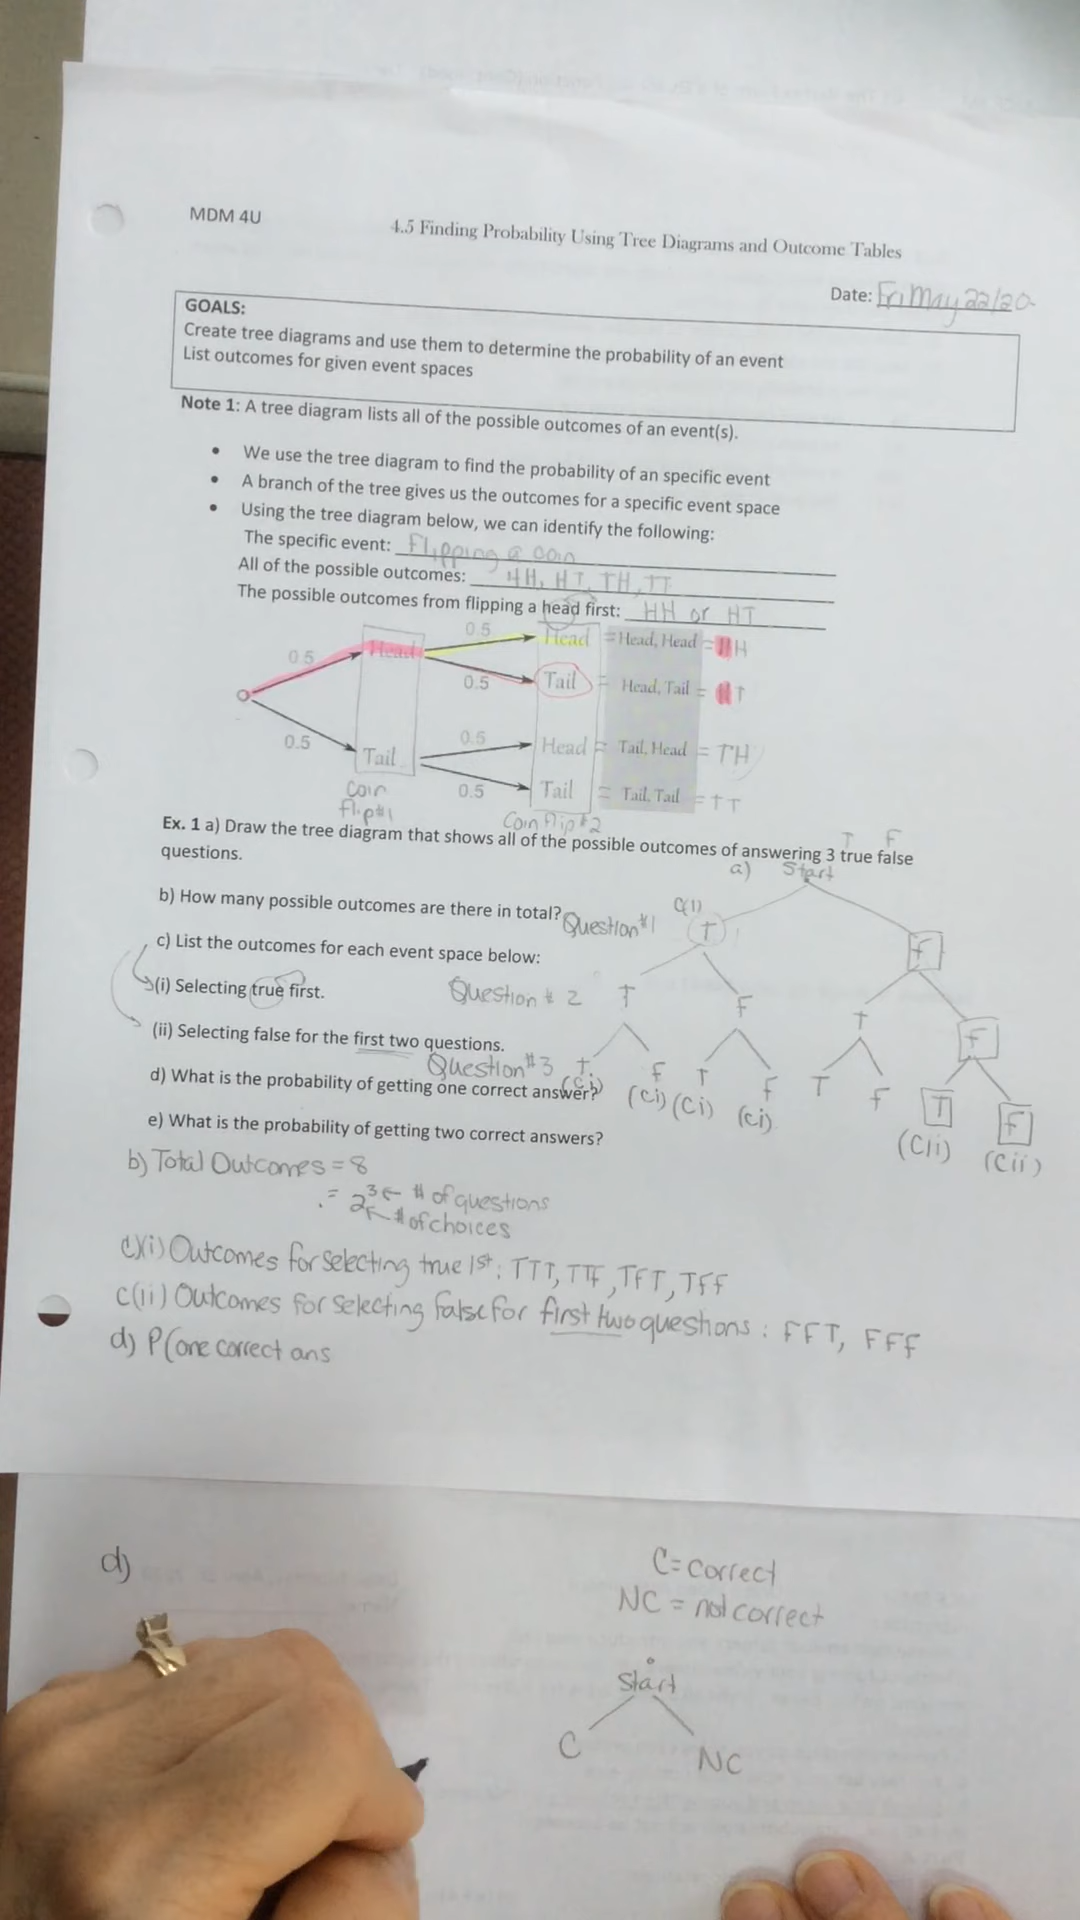 MDM 4U
4.5 Finding Probability Using Tree Diagrams and Outcome Tables
Date: Fri May 22/20
GOALS:
Create tree diagrams and use them to determine the probability of an event
List outcomes for given event spaces
Note 1: A tree diagram lists all of the possible outcomes of an event(s).
• We use the tree diagram to find the probability of an specific event
• A branch of the tree gives us the outcomes for a specific event space
• Using the tree diagram below, we can identify the following:
The specific event: Flipping a coin
All of the possible outcomes: HH, HT, TH, TT
The possible outcomes from flipping a head first: HH or HT
0.5 Head 0.5 Head = Head, Head = HH
0.5 Tail = Head, Tail = HT
0.5 Tail 0.5 Head = Tail, Head = TH
0.5 Tail = Tail, Tail = TT
Coin flip #1
Coin flip #2
Ex. 1 a) Draw the tree diagram that shows all of the possible outcomes of answering 3 true false
T F
questions.
a) Start
b) How many possible outcomes are there in total?
Question #1 c(i) T F
c) List the outcomes for each event space below:
(i) Selecting true first.
Question # 2 T F T F
(ii) Selecting false for the first two questions.
Question #3 T F T F T F T F
(ci) (ci) (ci) (ci) (cii) (cii)
d) What is the probability of getting one correct answer?
e) What is the probability of getting two correct answers?
b) Total Outcomes = 8
= 2³ ← # of questions
← # of choices
c)(i) Outcomes for selecting true 1st: TTT, TTF, TFT, TFF
c(ii) Outcomes for selecting false for first two questions: FFT, FFF
d) P(one correct ans
d)
C = correct
NC = not correct
Start
C NC